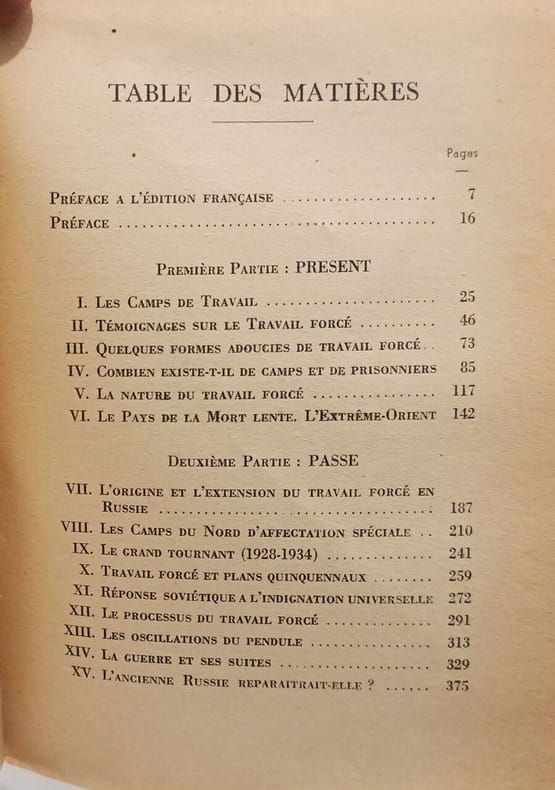 TABLE DES MATIÈRES
Pages
PRÉFACE A L'ÉDITION FRANÇAISE .................... 7
PRÉFACE ........................................ 16
PREMIÈRE PARTIE : PRESENT
I. LES CAMPS DE TRAVAIL ...................... 25
II. TÉMOIGNAGES SUR LE TRAVAIL FORCÉ .......... 46
III. QUELQUES FORMES ADOUCIES DE TRAVAIL FORCÉ.. 73
IV. COMBIEN EXISTE-T-IL DE CAMPS ET DE PRISONNIERS 85
V. LA NATURE DU TRAVAIL FORCÉ ................ 117
VI. LE PAYS DE LA MORT LENTE. L'EXTRÊME-ORIENT 142
DEUXIÈME PARTIE : PASSE
VII. L'ORIGINE ET L'EXTENSION DU TRAVAIL FORCÉ EN
RUSSIE .................................... 187
VIII. LES CAMPS DU NORD D'AFFECTATION SPÉCIALE .. 210
IX. LE GRAND TOURNANT (1928-1934) .............. 241
X. TRAVAIL FORCÉ ET PLANS QUINQUENNAUX ........ 259
XI. RÉPONSE SOVIÉTIQUE A L'INDIGNATION UNIVERSELLE 272
XII. LE PROCESSUS DU TRAVAIL FORCÉ .............. 291
XIII. LES OSCILLATIONS DU PENDULE ................ 313
XIV. LA GUERRE ET SES SUITES .................... 329
XV. L'ANCIENNE RUSSIE REPARAITRAIT-ELLE ? ...... 375